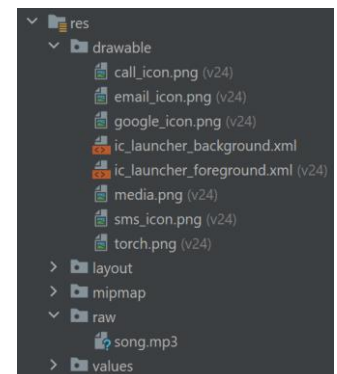 res
drawable
call_icon.png (v24)
email_icon.png (v24)
google_icon.png (v24)
ic_launcher_background.xml
ic_launcher_foreground.xml (v24)
media.png (v24)
sms_icon.png (v24)
torch.png (v24)
layout
mipmap
raw
song.mp3
values